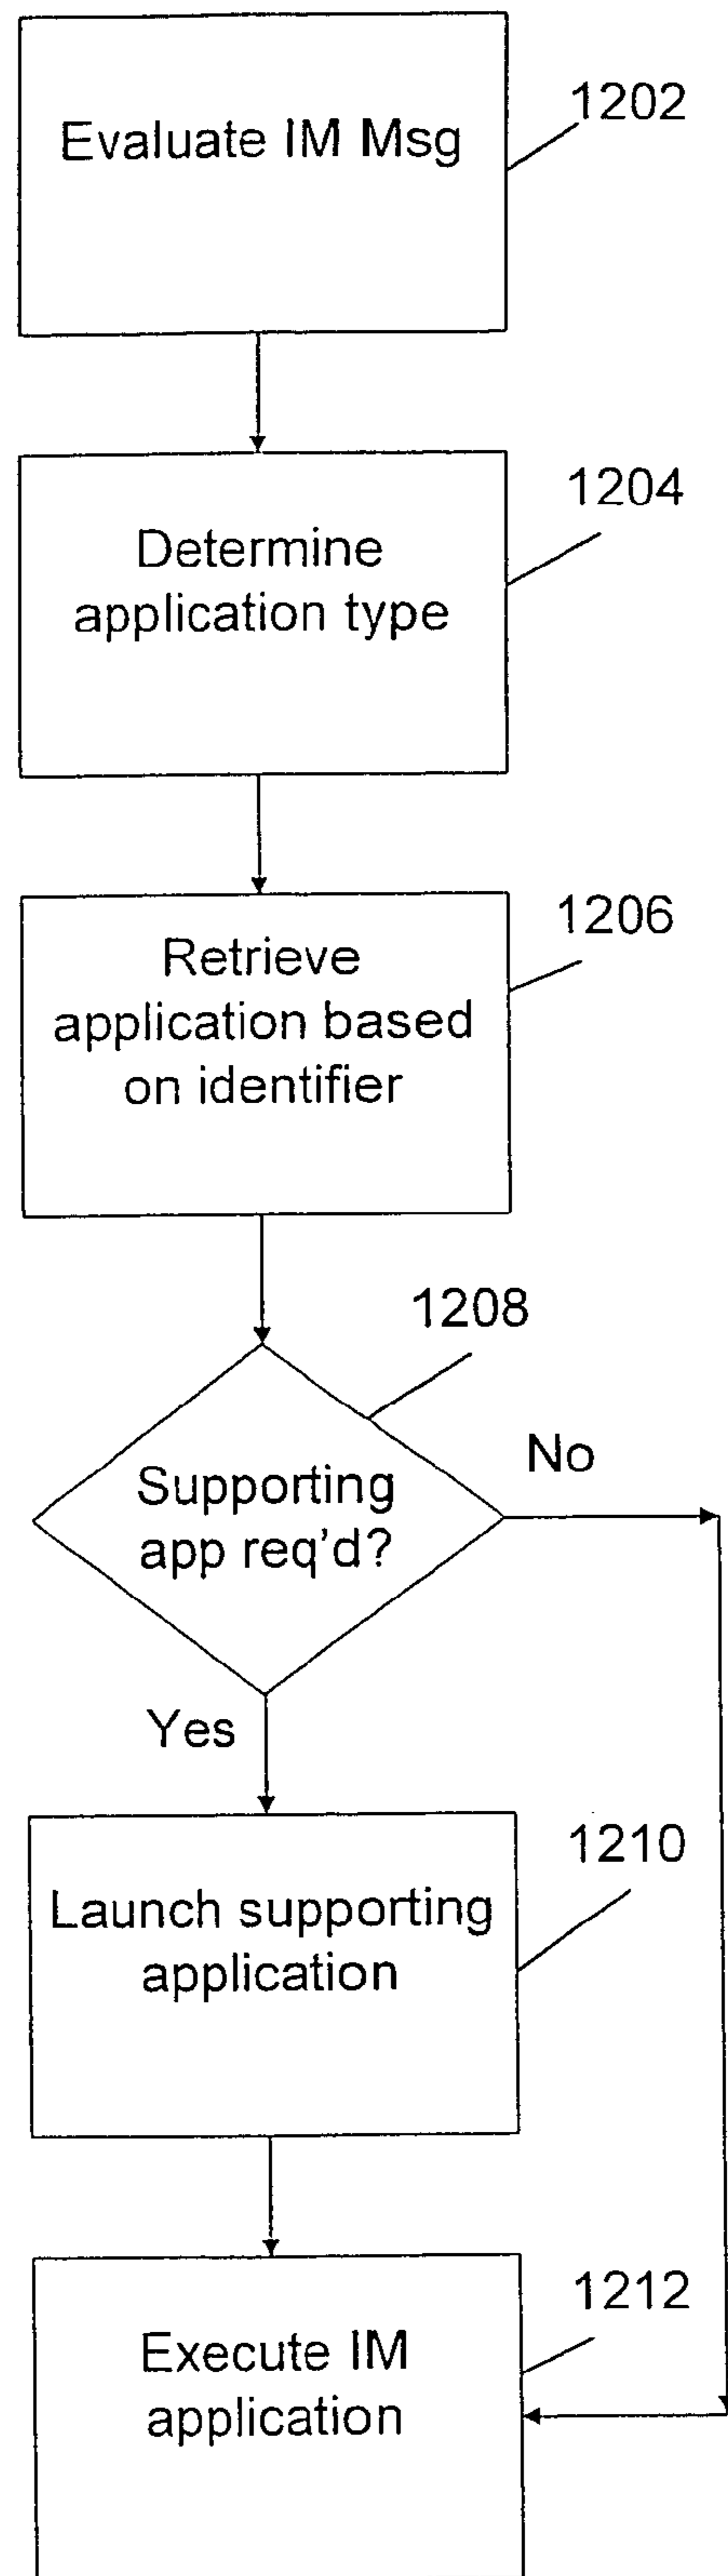 Evaluate IM Msg
1202
Determine
application type
1204
Retrieve
application based
on identifier
1206
Supporting
app req'd?
1208
No
Yes
Launch supporting
application
1210
Execute IM
application
1212